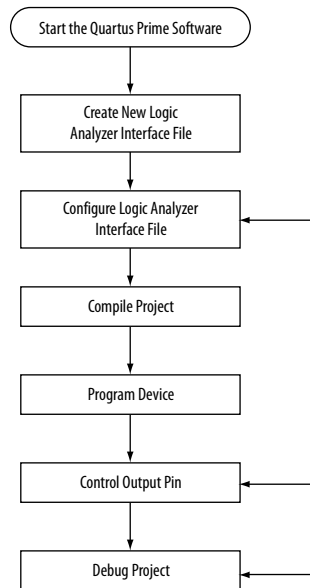 Start the Quartus Prime Software
Create New Logic
Analyzer Interface File
Configure Logic Analyzer
Interface File
Compile Project
Program Device
Control Output Pin
Debug Project